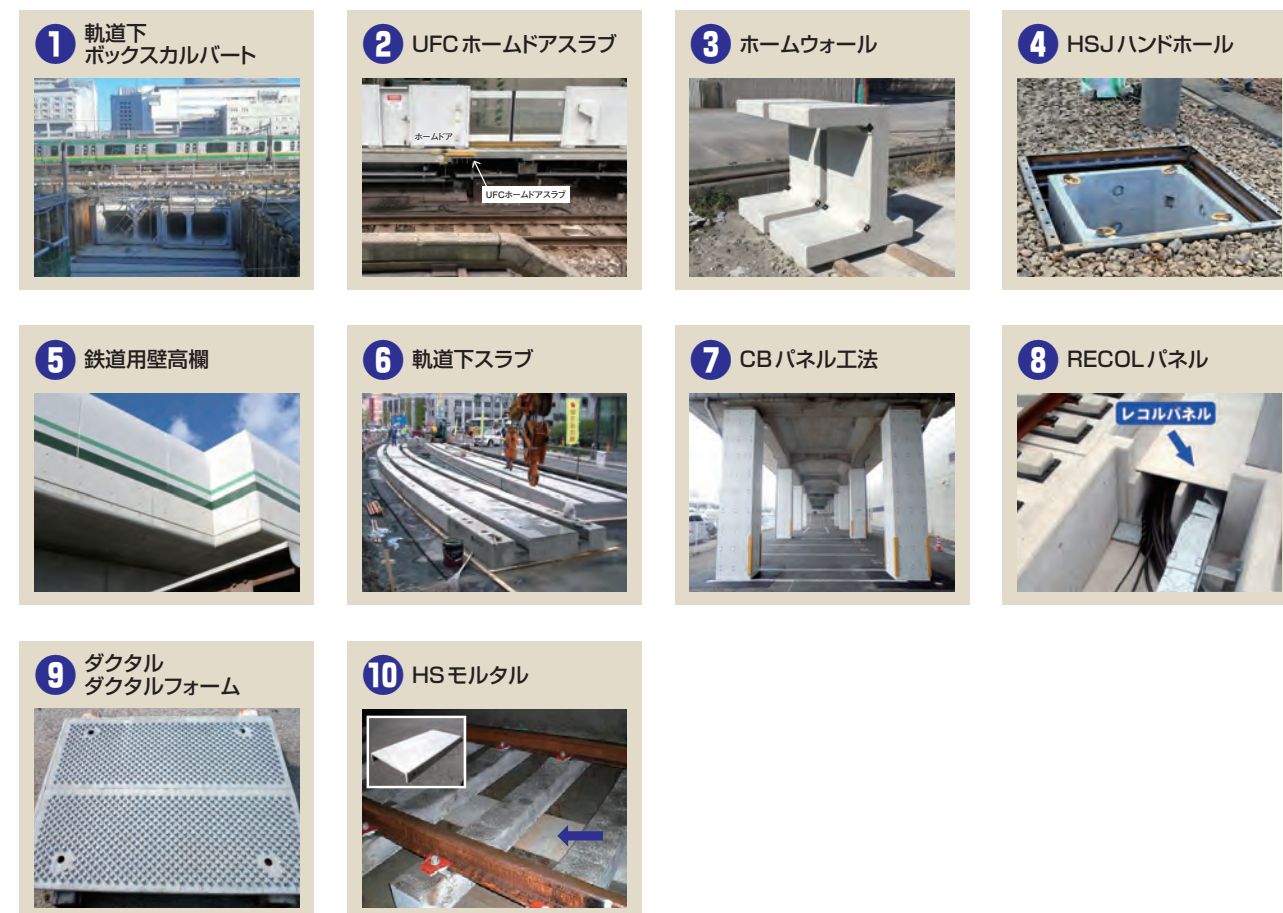 1 軌道下
ボックスカルバート
2 UFCホームドアスラブ
ホームドア
UFCホームドアスラブ
3 ホームウォール
4 HSJハンドホール
5 鉄道用壁高欄
6 軌道下スラブ
7 CBパネル工法
8 RECOLパネル
レコルパネル
9 ダクタル
ダクタルフォーム
10 HSモルタル